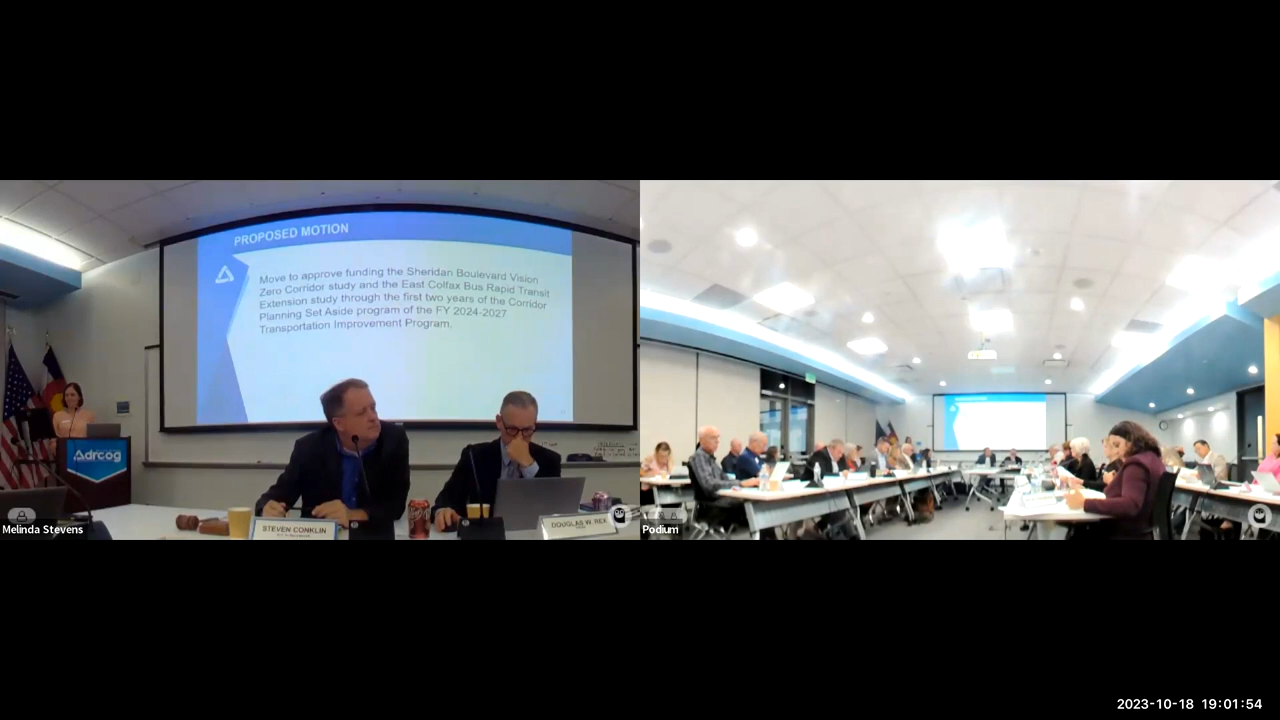 PROPOSED MOTION
Move to approve funding the Sheridan Boulevard Vision
Zero Corridor study and the East Colfax Bus Rapid Transit
Extension study through the first two years of the Corridor
Planning Set Aside program of the FY 2024-2027
Transportation Improvement Program.
drcog
STEVEN CONKLIN
DOUGLAS W. REX
Melinda Stevens
Podium
2023-10-18 19:01:54